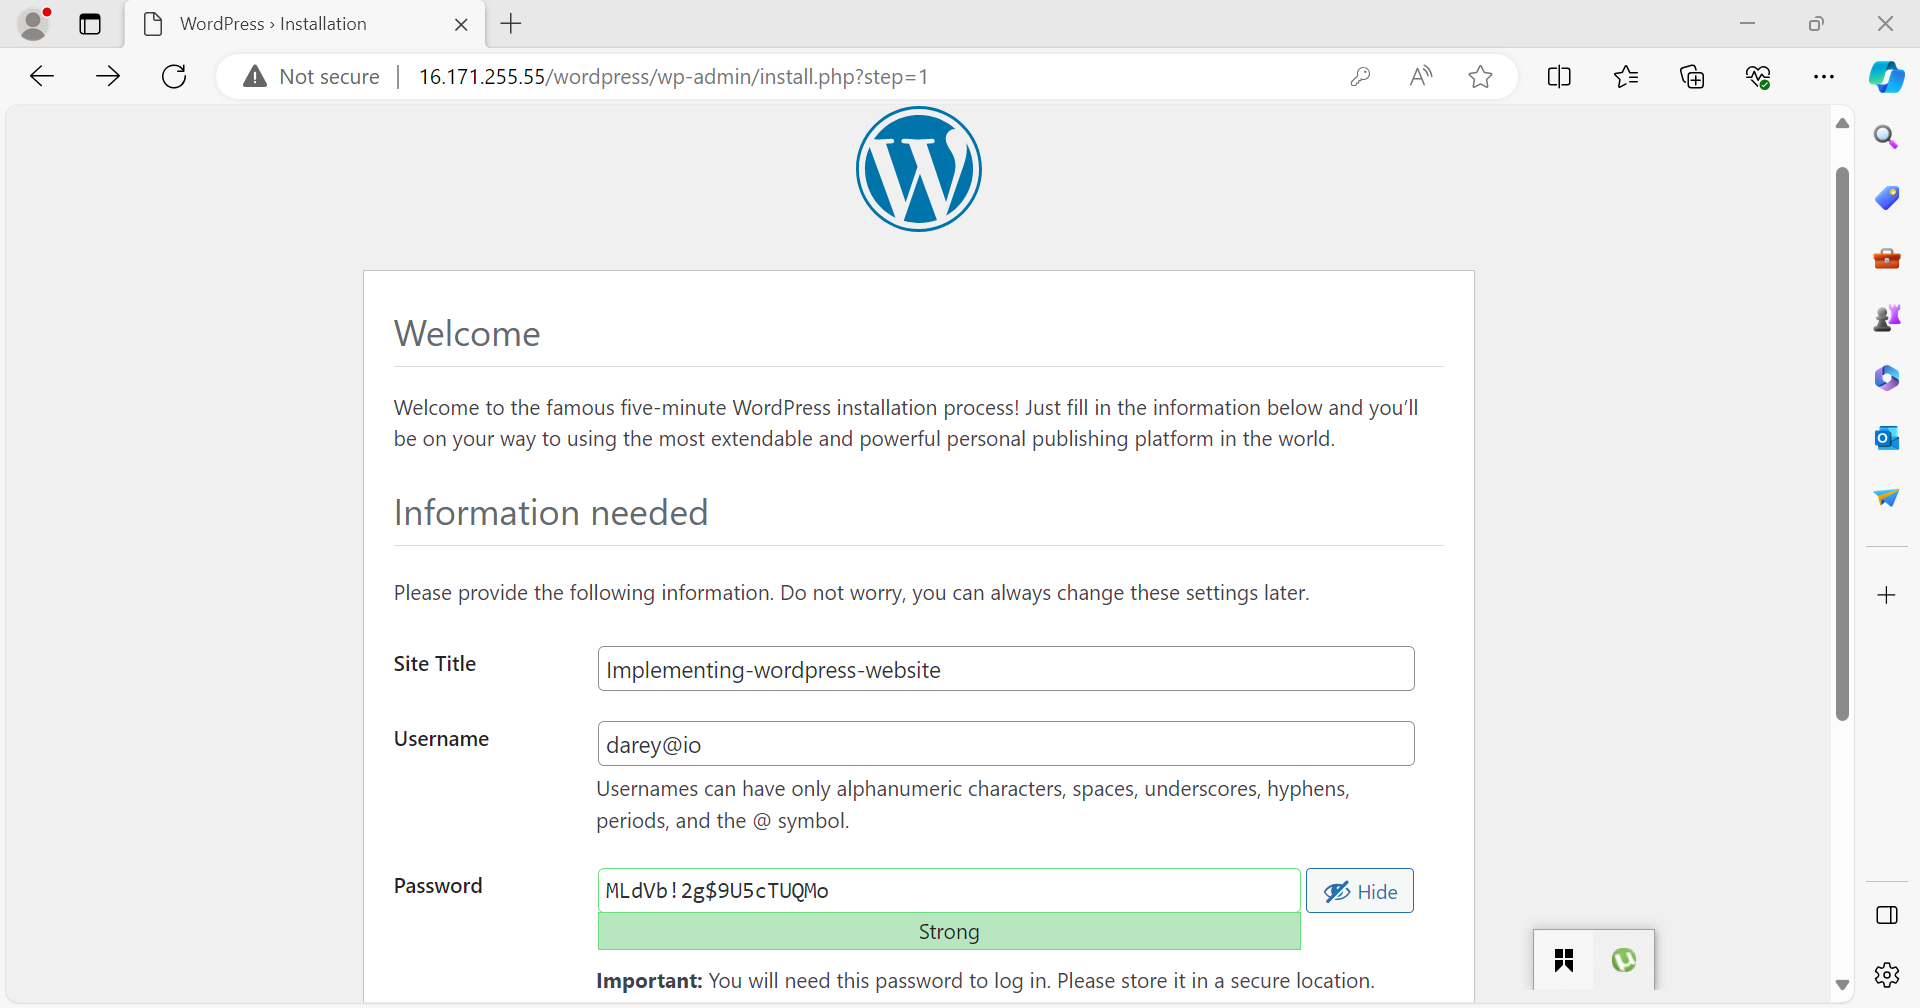 WordPress › Installation
Not secure
16.171.255.55/wordpress/wp-admin/install.php?step=1
Welcome
Welcome to the famous five-minute WordPress installation process! Just fill in the information below and you’ll
be on your way to using the most extendable and powerful personal publishing platform in the world.
Information needed
Please provide the following information. Do not worry, you can always change these settings later.
Site Title
Implementing-wordpress-website
Username
darey@io
Usernames can have only alphanumeric characters, spaces, underscores, hyphens,
periods, and the @ symbol.
Password
MLdVb!2g$9U5cTUQMo
Hide
Strong
Important: You will need this password to log in. Please store it in a secure location.